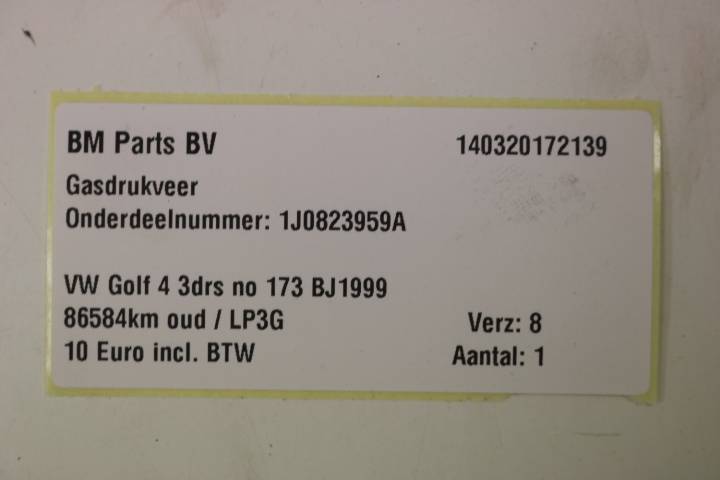 BM Parts BV 140320172139
Gasdrukveer
Onderdeelnummer: 1J0823959A
VW Golf 4 3drs no 173 BJ1999
86584km oud / LP3G Verz: 8
10 Euro incl. BTW Aantal: 1